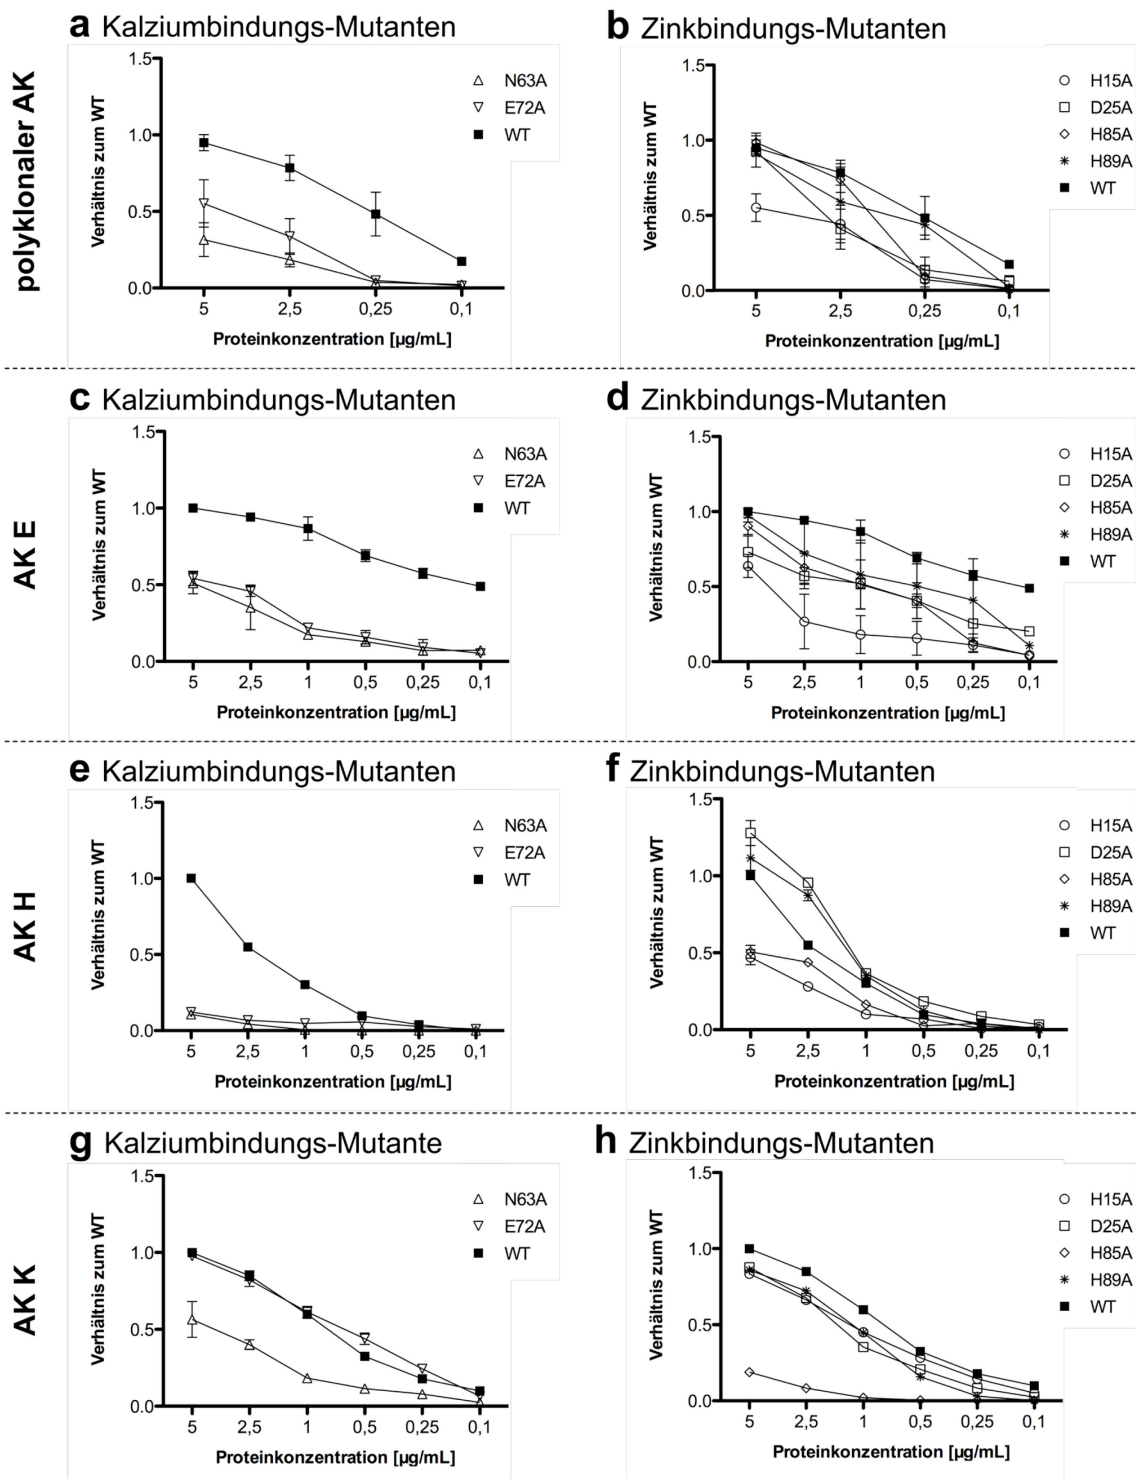 a Kalziumbindungs-Mutanten
polyklonaler AK
Verhältnis zum WT
1.5
1.0
0.5
0.0
5 2,5 0,25 0,1
Proteinkonzentration [µg/mL]
N63A
E72A
WT
b Zinkbindungs-Mutanten
Verhältnis zum WT
1.5
1.0
0.5
0.0
5 2,5 0,25 0,1
Proteinkonzentration [µg/mL]
H15A
D25A
H85A
H89A
WT
c Kalziumbindungs-Mutanten
AK E
Verhältnis zum WT
1.5
1.0
0.5
0.0
5 2,5 1 0,5 0,25 0,1
Proteinkonzentration [µg/mL]
N63A
E72A
WT
d Zinkbindungs-Mutanten
Verhältnis zum WT
1.5
1.0
0.5
0.0
5 2,5 1 0,5 0,25 0,1
Proteinkonzentration [µg/mL]
H15A
D25A
H85A
H89A
WT
e Kalziumbindungs-Mutanten
AK H
Verhältnis zum WT
1.5
1.0
0.5
0.0
5 2,5 1 0,5 0,25 0,1
Proteinkonzentration [µg/mL]
N63A
E72A
WT
f Zinkbindungs-Mutanten
Verhältnis zum WT
1.5
1.0
0.5
0.0
5 2,5 1 0,5 0,25 0,1
Proteinkonzentration [µg/mL]
H15A
D25A
H85A
H89A
WT
g Kalziumbindungs-Mutante
AK K
Verhältnis zum WT
1.5
1.0
0.5
0.0
5 2,5 1 0,5 0,25 0,1
Proteinkonzentration [µg/mL]
N63A
E72A
WT
h Zinkbindungs-Mutanten
Verhältnis zum WT
1.5
1.0
0.5
0.0
5 2,5 1 0,5 0,25 0,1
Proteinkonzentration [µg/mL]
H15A
D25A
H85A
H89A
WT